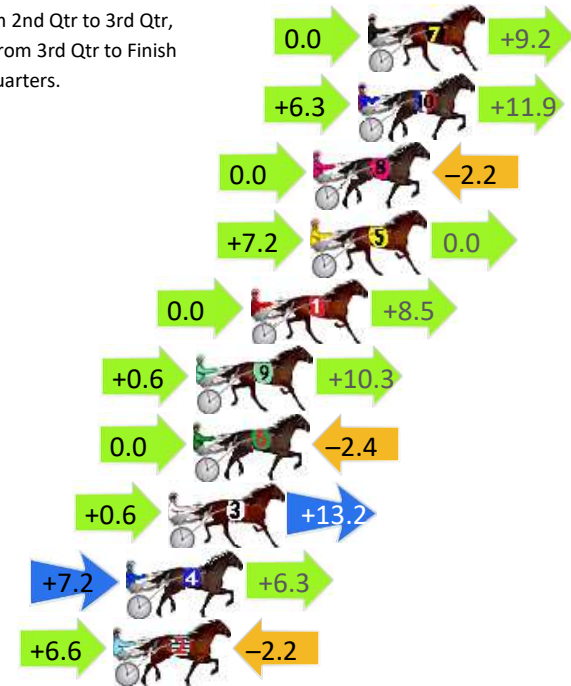 2nd Qtr to 3rd Qtr,
from 3rd Qtr to Finish
0.0 7 +9.2
+6.3 10 +11.9
0.0 8 –2.2
+7.2 5 0.0
0.0 1 +8.5
+0.6 9 +10.3
0.0 –2.4
+0.6 3 +13.2
+7.2 4 +6.3
+6.6 2 –2.2